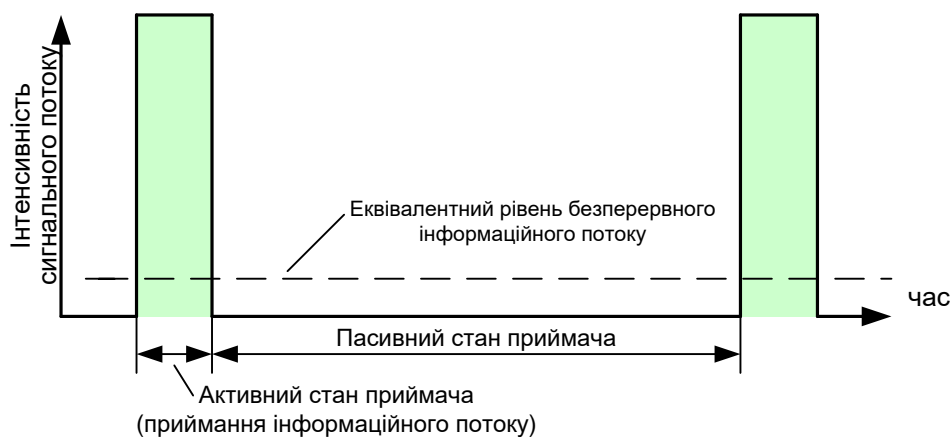 Інтенсивність
сигнального потоку
Еквівалентний рівень безперервного
інформаційного потоку
час
Пасивний стан приймача
Активний стан приймача
(приймання інформаційного потоку)